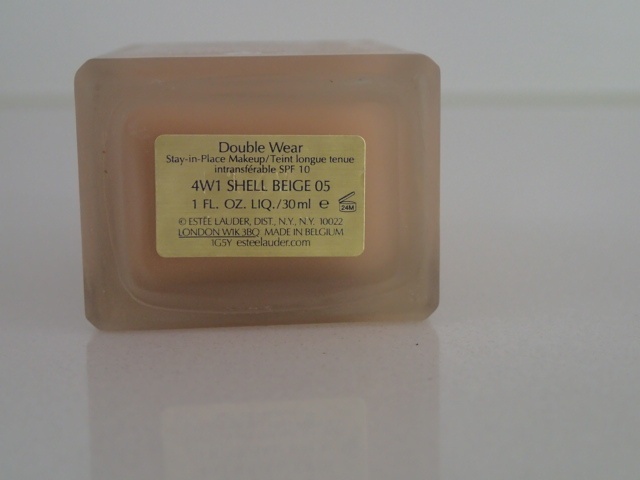 Double Wear
Stay-in-Place Makeup/Teint longue tenue
intransférable SPF 10
4W1 SHELL BEIGE 05
1 FL. OZ. LIQ./30ml ℮ 24M
© ESTĒE LAUDER, DIST., N.Y., N.Y. 10022
LONDON W1K 3BQ MADE IN BELGIUM
1G5Y esteelauder.com